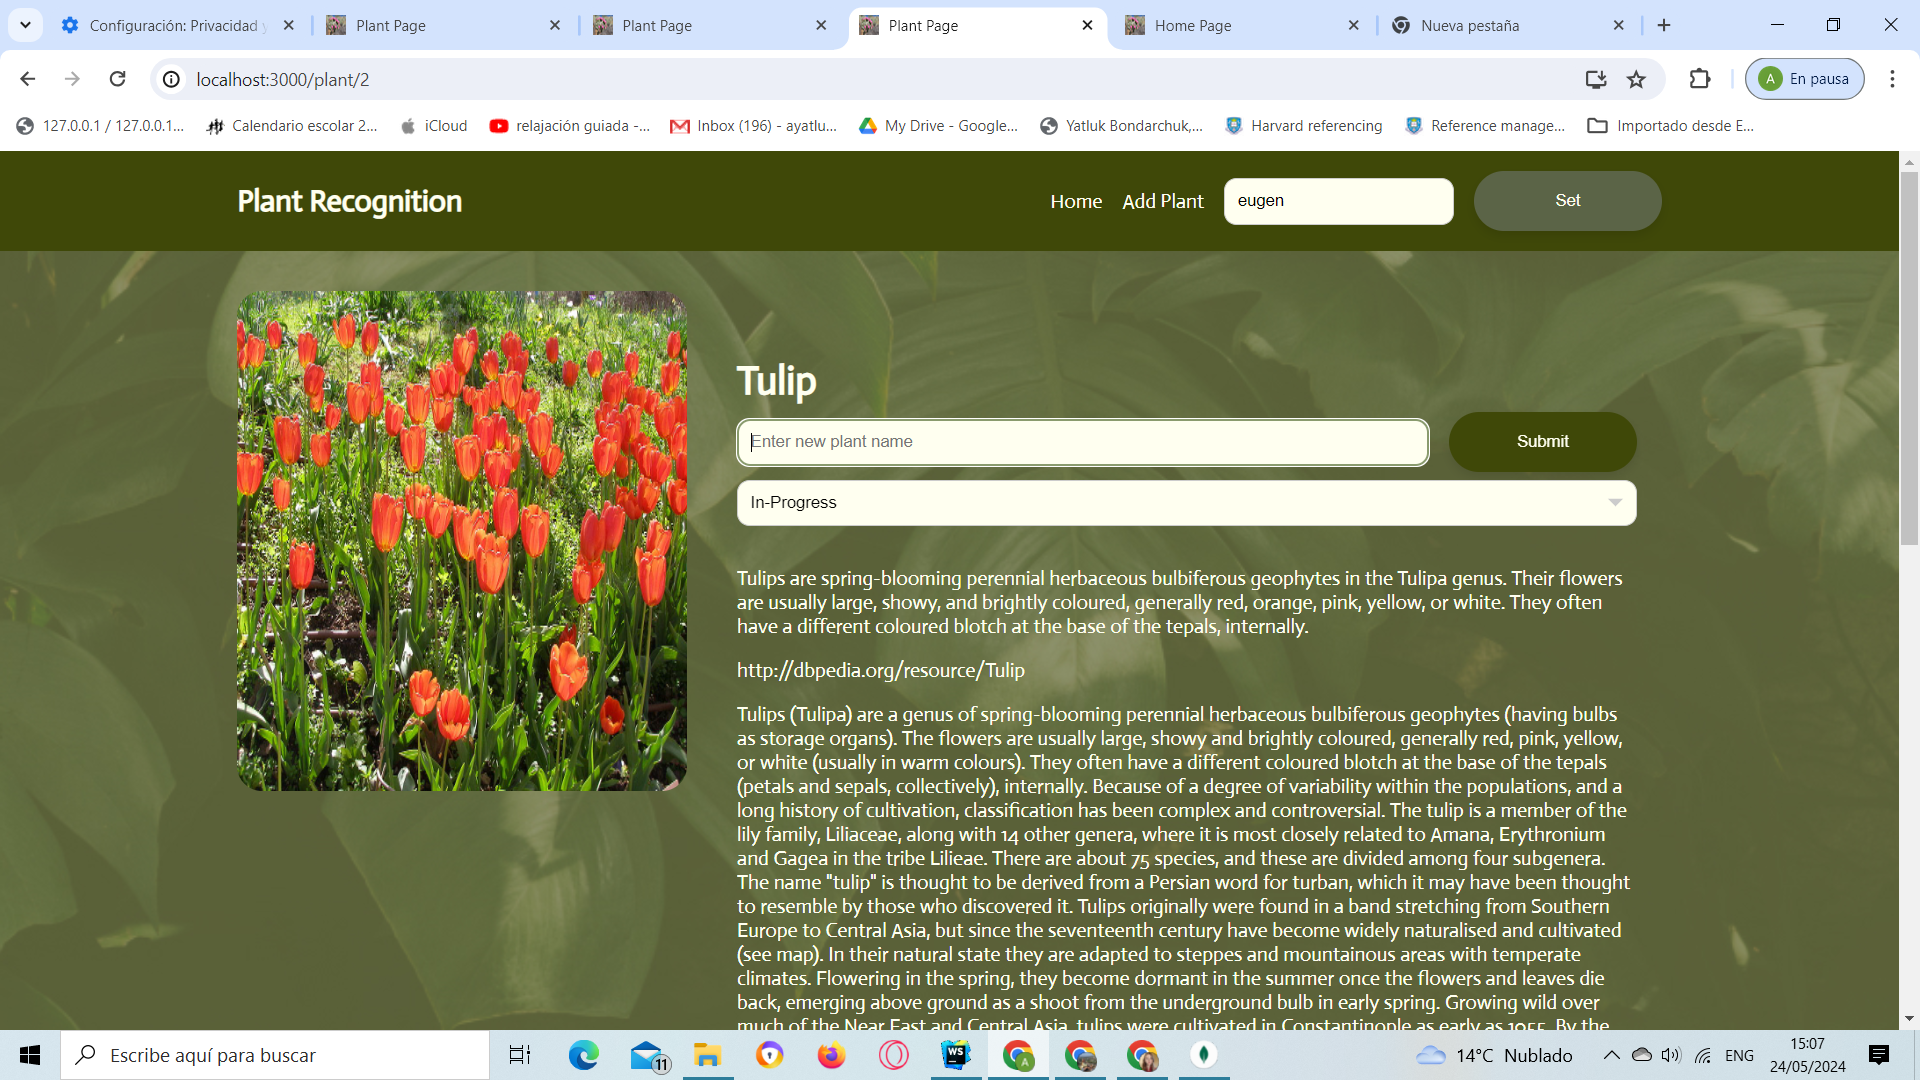 Configuración: Privacidad y
Plant Page
Plant Page
Plant Page
Home Page
Nueva pestaña
localhost:3000/plant/2
A En pausa
127.0.0.1 / 127.0.0.1...
Calendario escolar 2...
iCloud
relajación guiada -...
Inbox (196) - ayatlu...
My Drive - Google...
Yatluk Bondarchuk,...
Harvard referencing
Reference manage...
Importado desde E...
Plant Recognition
Home
Add Plant
eugen
Set
Tulip
Enter new plant name
Submit
In-Progress
Tulips are spring-blooming perennial herbaceous bulbiferous geophytes in the Tulipa genus. Their flowers
are usually large, showy, and brightly coloured, generally red, orange, pink, yellow, or white. They often
have a different coloured blotch at the base of the tepals, internally.
http://dbpedia.org/resource/Tulip
Tulips (Tulipa) are a genus of spring-blooming perennial herbaceous bulbiferous geophytes (having bulbs
as storage organs). The flowers are usually large, showy and brightly coloured, generally red, pink, yellow,
or white (usually in warm colours). They often have a different coloured blotch at the base of the tepals
(petals and sepals, collectively), internally. Because of a degree of variability within the populations, and a
long history of cultivation, classification has been complex and controversial. The tulip is a member of the
lily family, Liliaceae, along with 14 other genera, where it is most closely related to Amana, Erythronium
and Gagea in the tribe Lilieae. There are about 75 species, and these are divided among four subgenera.
The name "tulip" is thought to be derived from a Persian word for turban, which it may have been thought
to resemble by those who discovered it. Tulips originally were found in a band stretching from Southern
Europe to Central Asia, but since the seventeenth century have become widely naturalised and cultivated
(see map). In their natural state they are adapted to steppes and mountainous areas with temperate
climates. Flowering in the spring, they become dormant in the summer once the flowers and leaves die
back, emerging above ground as a shoot from the underground bulb in early spring. Growing wild over
much of the Near East and Central Asia, tulips were cultivated in Constantinople as early as 1055. By the
Escribe aquí para buscar
11
WS
A
14°C Nublado
ENG
15:07
24/05/2024